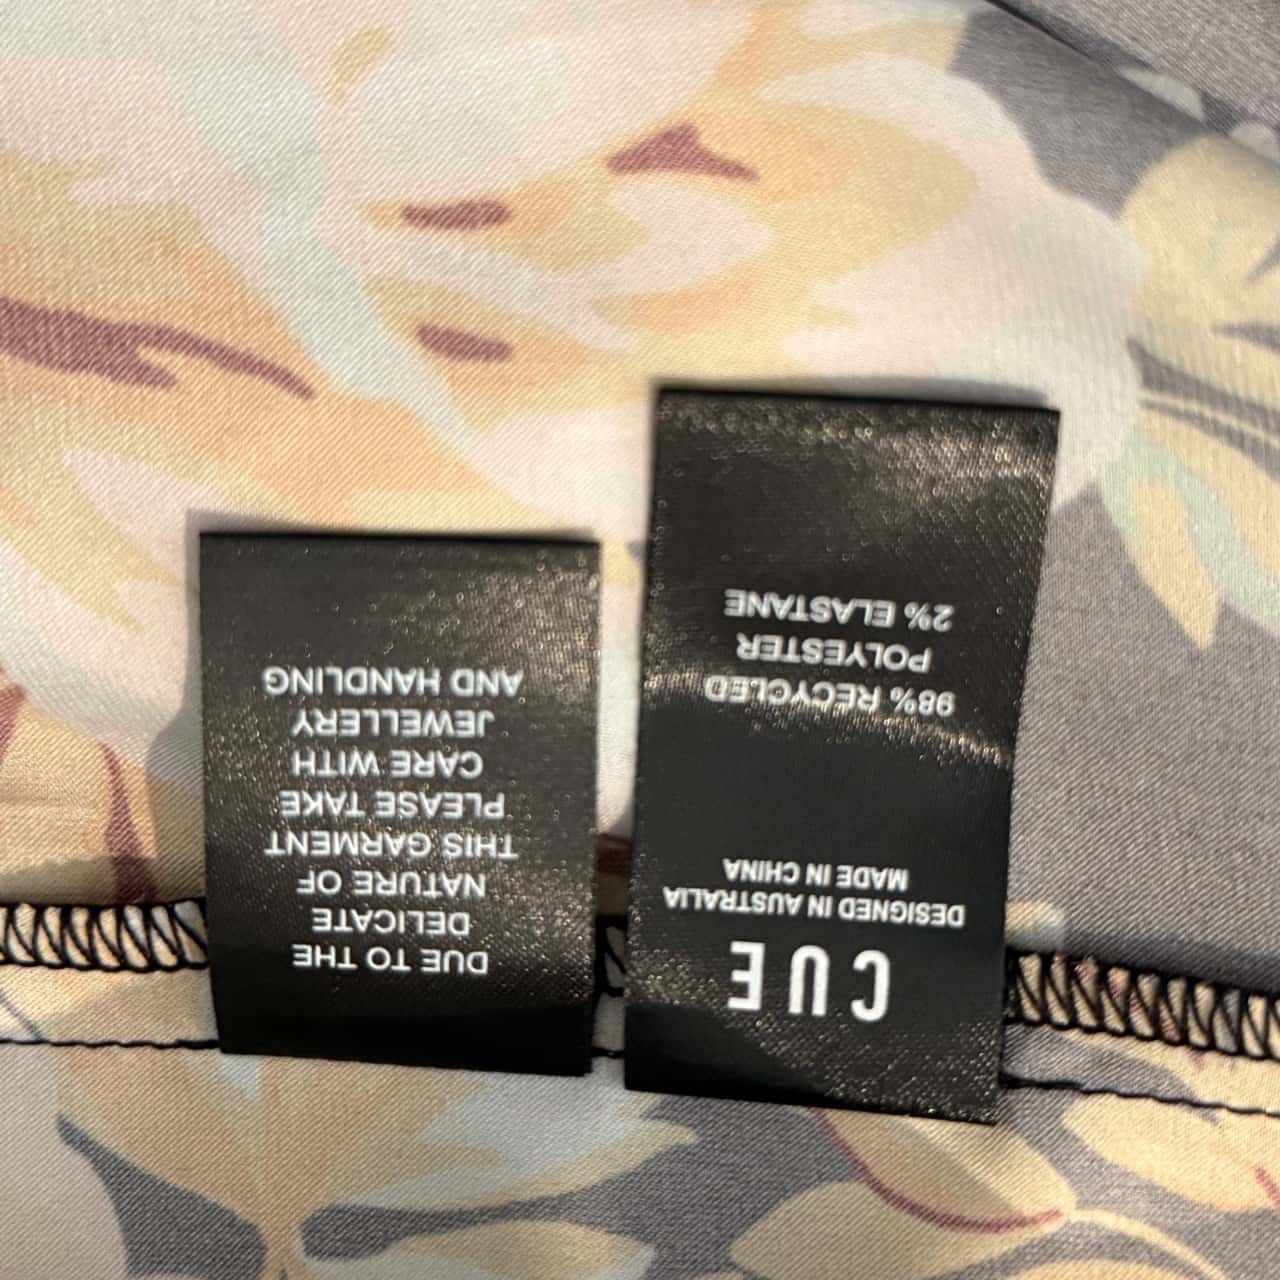 CUE
DESIGNED IN AUSTRALIA
MADE IN CHINA
98% RECYCLED
POLYESTER
2% ELASTANE
DUE TO THE
DELICATE
NATURE OF
THIS GARMENT
PLEASE TAKE
CARE WITH
JEWELLERY
AND HANDLING